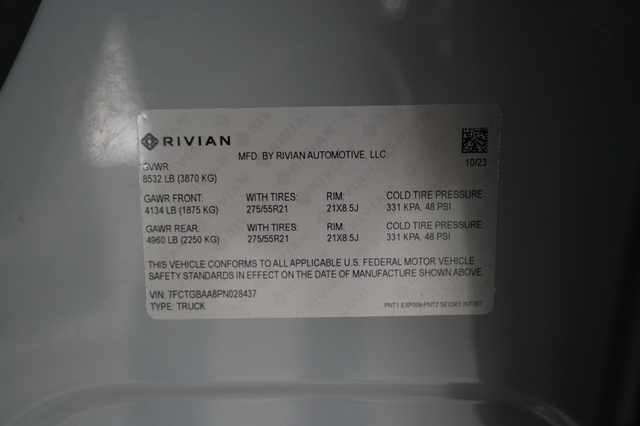 RIVIAN
MFD. BY RIVIAN AUTOMOTIVE, LLC.
10/23
GVWR:
8532 LB (3870 KG)
GAWR FRONT: WITH TIRES: RIM: COLD TIRE PRESSURE:
4134 LB (1875 KG) 275/55R21 21X8.5J 331 KPA, 48 PSI
GAWR REAR: WITH TIRES: RIM: COLD TIRE PRESSURE:
4960 LB (2250 KG) 275/55R21 21X8.5J 331 KPA, 48 PSI
THIS VEHICLE CONFORMS TO ALL APPLICABLE U.S. FEDERAL MOTOR VEHICLE
SAFETY STANDARDS IN EFFECT ON THE DATE OF MANUFACTURE SHOWN ABOVE.
VIN: 7FCTGBAA8PN028437
TYPE: TRUCK